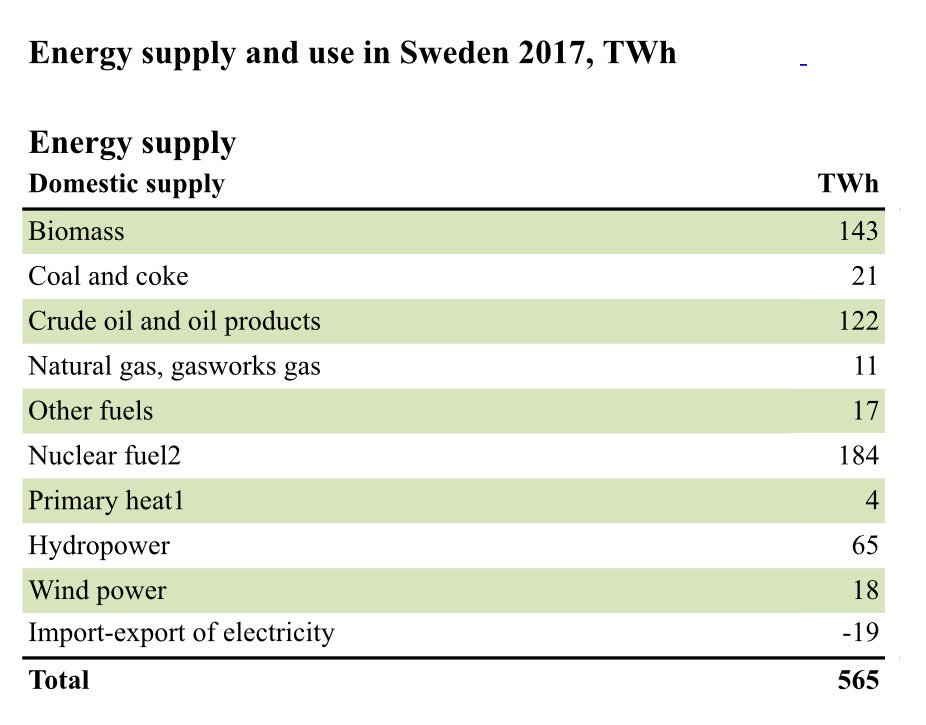 Energy supply and use in Sweden 2017, TWh
Energy supply
Domestic supply TWh
Biomass 143
Coal and coke 21
Crude oil and oil products 122
Natural gas, gasworks gas 11
Other fuels 17
Nuclear fuel2 184
Primary heat1 4
Hydropower 65
Wind power 18
Import-export of electricity -19
Total 565